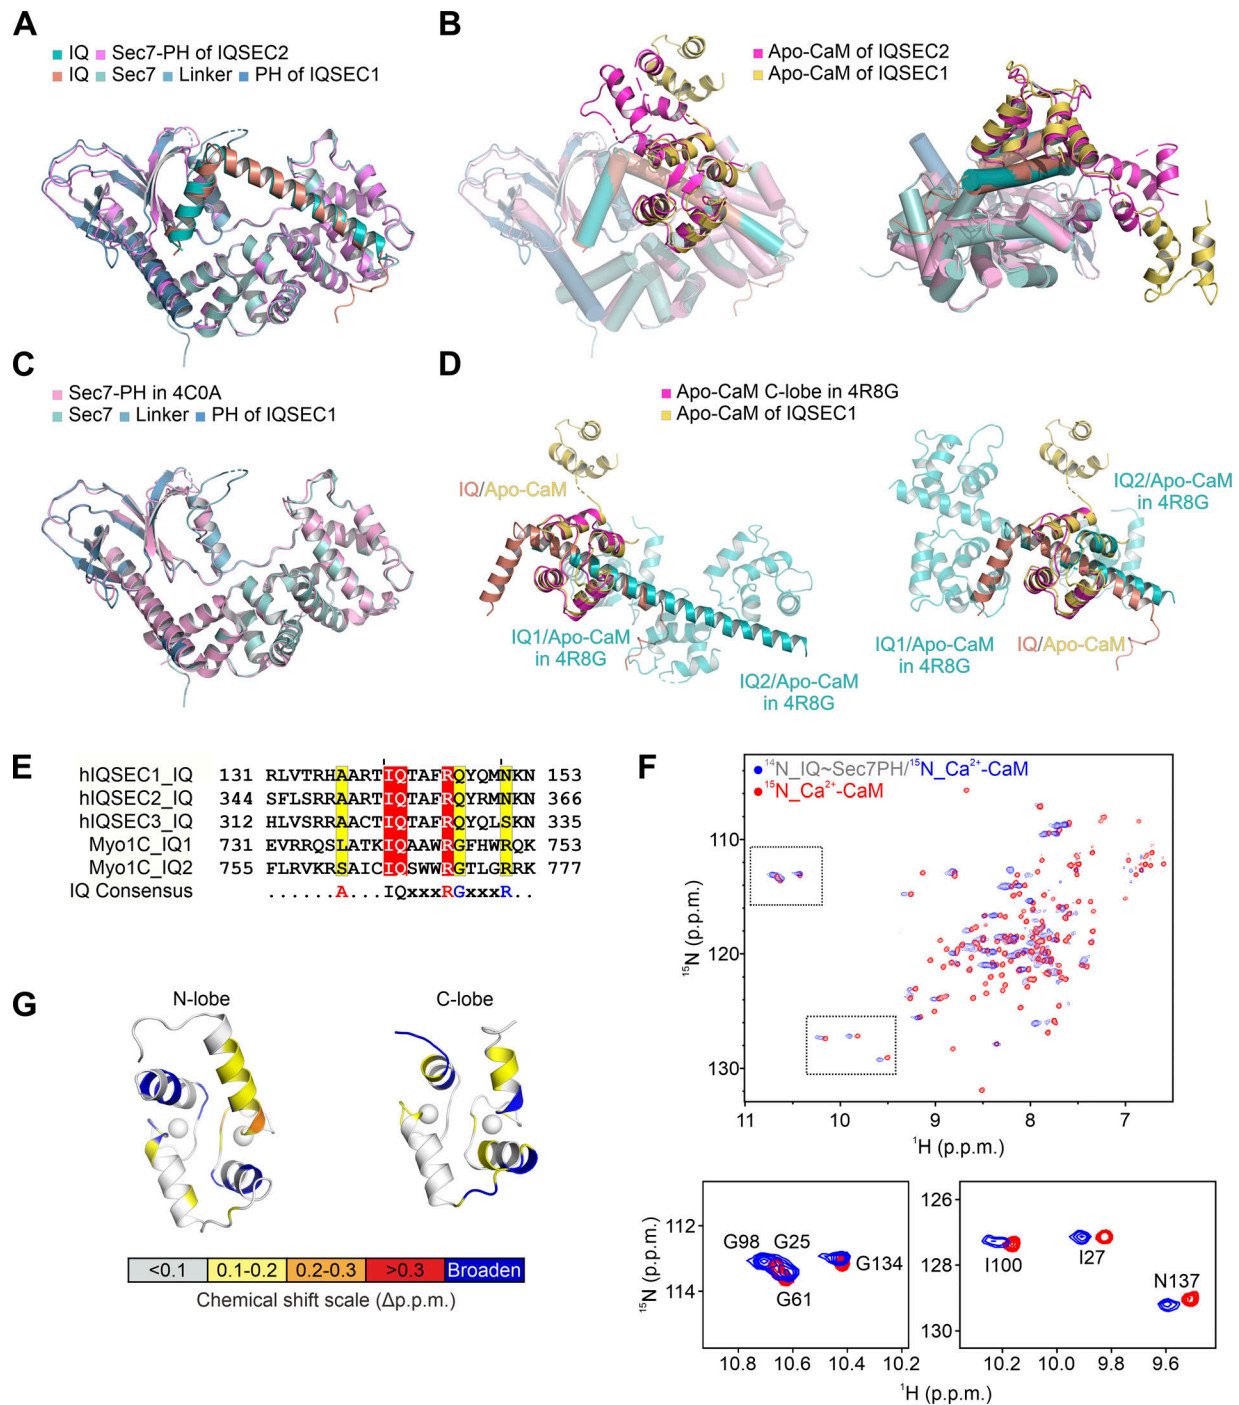 A
IQ Sec7-PH of IQSEC2
IQ Sec7 Linker PH of IQSEC1
B
Apo-CaM of IQSEC2
Apo-CaM of IQSEC1
C
Sec7-PH in 4C0A
Sec7 Linker PH of IQSEC1
D
Apo-CaM C-lobe in 4R8G
Apo-CaM of IQSEC1
IQ/Apo-CaM
IQ1/Apo-CaM
in 4R8G
IQ2/Apo-CaM
in 4R8G
IQ2/Apo-CaM
in 4R8G
IQ1/Apo-CaM
in 4R8G
IQ/Apo-CaM
E
hIQSEC1_IQ 131 RLVTRHAARTIQTAFRQYQMNKN 153
hIQSEC2_IQ 344 SFLSRRAARTIQTAFRQYRMNKN 366
hIQSEC3_IQ 312 HLVSRRAACTIQTAFRQYQLSKN 335
Myo1C_IQ1 731 EVRRQSLATKIQAAWRGFHWRQK 753
Myo1C_IQ2 755 FLRVKRSAICIQSWWRGTLGRRK 777
IQ Consensus ......A...IQxxxRGxxxR..
F
¹⁴N_IQ~Sec7PH/¹⁵N_Ca²⁺-CaM
¹⁵N_Ca²⁺-CaM
110
120
130
¹⁵N (p.p.m.)
11 10 9 8 7
¹H (p.p.m.)
112
113
¹⁵N (p.p.m.)
G98 G25
G134
G61
10.8 10.6 10.4 10.2
126
128
130
I100
I27
N137
10.2 10.0 9.8 9.6
¹H (p.p.m.)
G
N-lobe
C-lobe
<0.1 0.1-0.2 0.2-0.3 >0.3 Broaden
Chemical shift scale (Δp.p.m.)